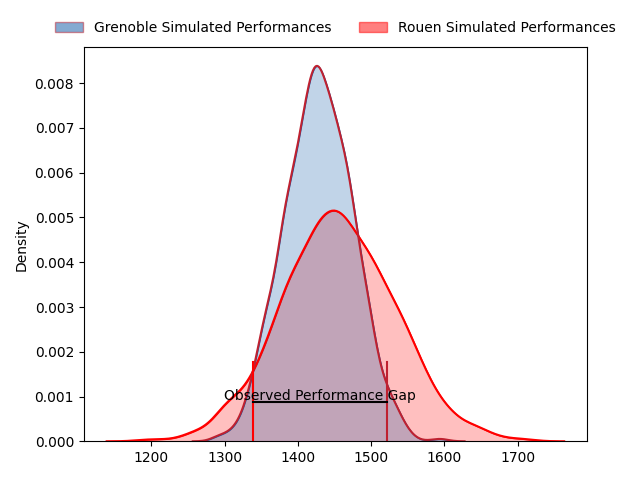 Grenoble Simulated Performances
Rouen Simulated Performances
Density
0.008
0.007
0.006
0.005
0.004
0.003
0.002
0.001
0.000
Observed Performance Gap
1200 1300 1400 1500 1600 1700